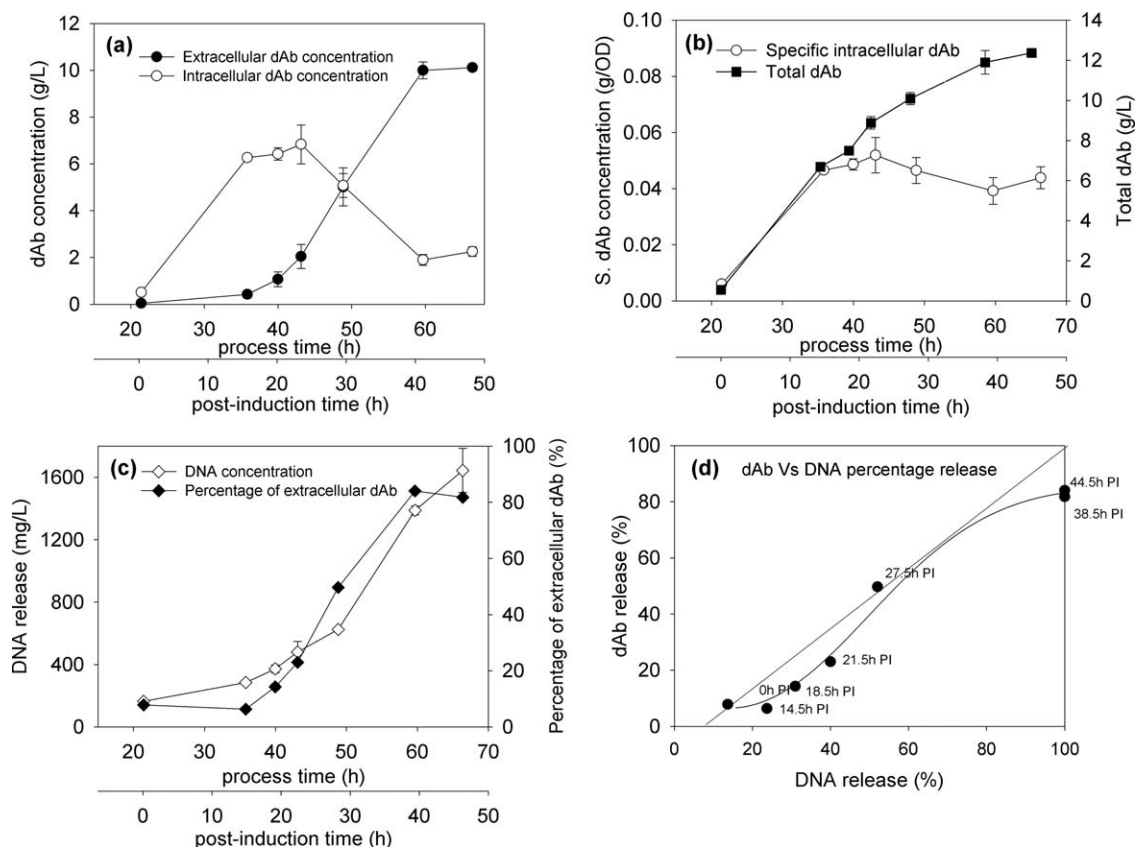 (a)
Extracellular dAb concentration
Intracellular dAb concentration
dAb concentration (g/L)
12
10
8
6
4
2
0
20 30 40 50 60
process time (h)
0 10 20 30 40 50
post-induction time (h)
(b)
Specific intracellular dAb
Total dAb
S. dAb concentration (g/OD)
0.10
0.08
0.06
0.04
0.02
0.00
Total dAb (g/L)
14
12
10
8
6
4
2
0
20 30 40 50 60 70
process time (h)
0 10 20 30 40 50
post-induction time (h)
(c)
DNA concentration
Percentage of extracellular dAb
DNA release (mg/L)
1600
1200
800
400
0
Percentage of extracellular dAb (%)
100
80
60
40
20
0
20 30 40 50 60 70
process time (h)
0 10 20 30 40 50
post-induction time (h)
(d)
dAb Vs DNA percentage release
dAb release (%)
100
80
60
40
20
0
44.5h PI
38.5h PI
27.5h PI
21.5h PI
0h PI
18.5h PI
14.5h PI
0 20 40 60 80 100
DNA release (%)